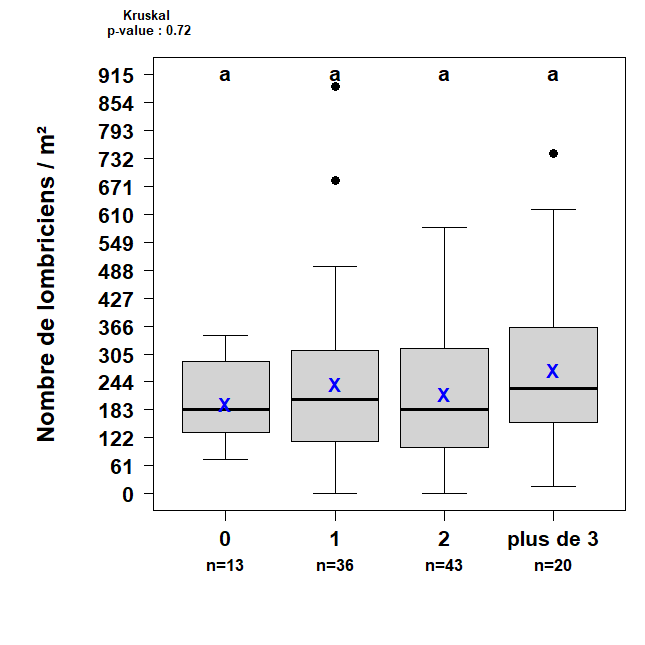 Kruskal
p-value : 0.72
Nombre de lombriciens / m²
915
854
793
732
671
610
549
488
427
366
305
244
183
122
61
0
a a a a
X X X X
0 1 2 plus de 3
n=13 n=36 n=43 n=20